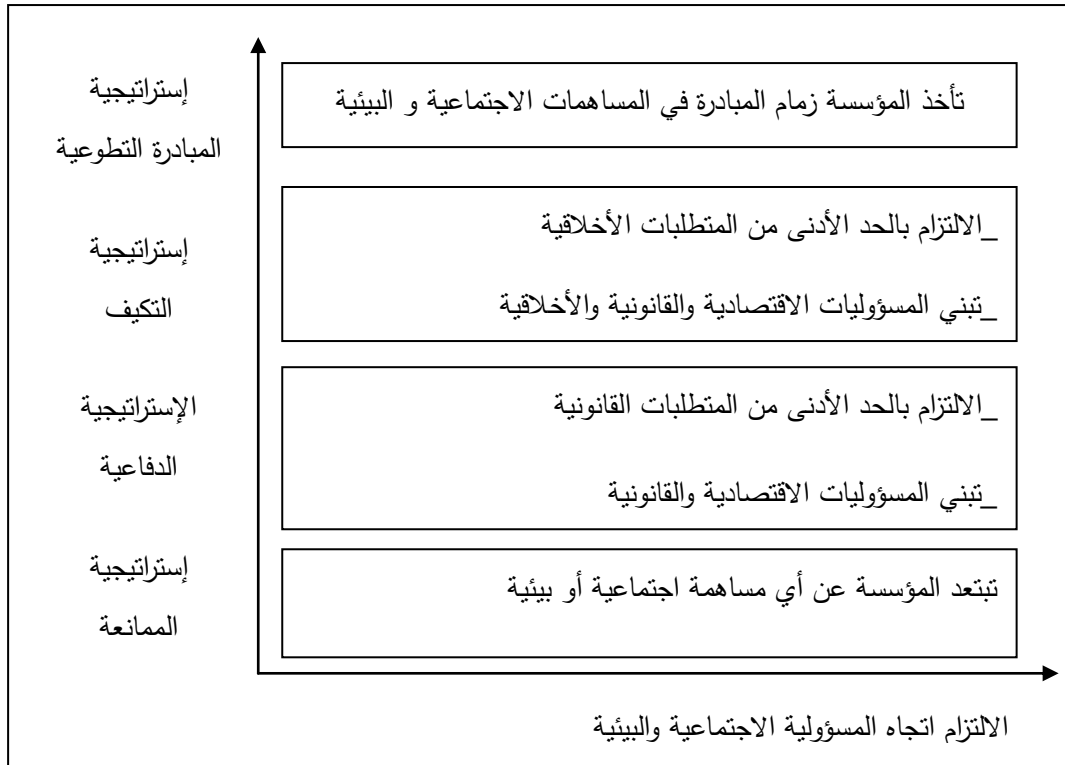 إستراتيجية
المبادرة التطوعية
تأخذ المؤسسة زمام المبادرة في المساهمات الاجتماعية و البيئية
إستراتيجية
التكيف
_الالتزام بالحد الأدنى من المتطلبات الأخلاقية
_تبني المسؤوليات الاقتصادية والقانونية والأخلاقية
الإستراتيجية
الدفاعية
_الالتزام بالحد الأدنى من المتطلبات القانونية
_تبني المسؤوليات الاقتصادية والقانونية
إستراتيجية
الممانعة
تبتعد المؤسسة عن أي مساهمة اجتماعية أو بيئية
الالتزام اتجاه المسؤولية الاجتماعية والبيئية